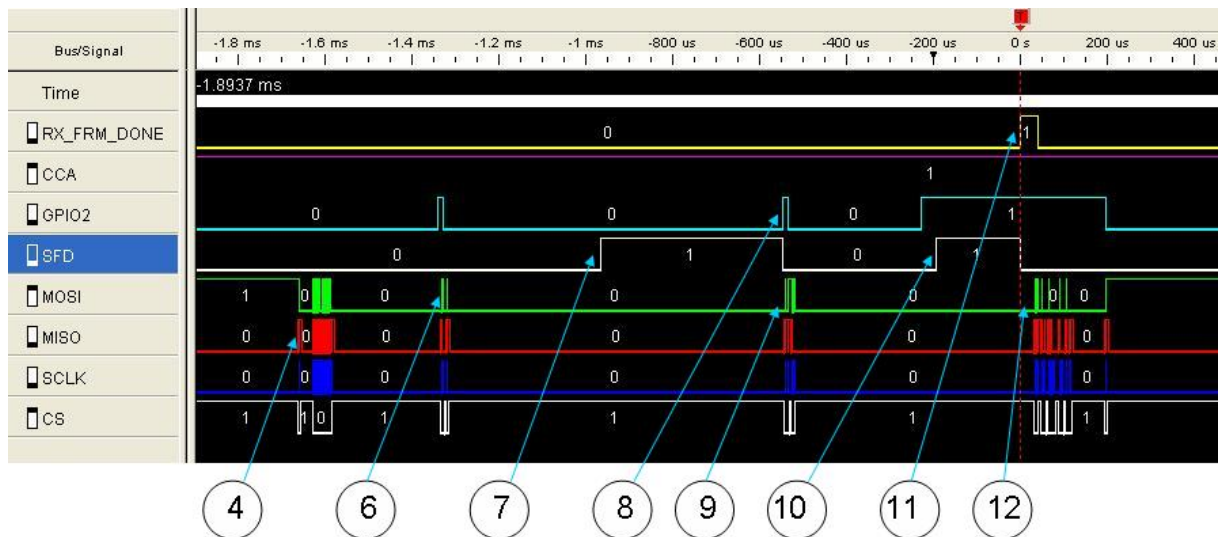 T
Bus/Signal -1.8 ms -1.6 ms -1.4 ms -1.2 ms -1 ms -800 us -600 us -400 us -200 us 0 s 200 us 400 us
Time -1.8937 ms
RX_FRM_DONE 0 1
CCA 1
GPIO2 0 0 0 1
SFD 0 1 0 1
MOSI 1 0 0 0 0 0 0
MISO 0 0 0 0 0 0
SCLK 0 0 0 0 0 0
CS 1 1 0 1 1 1 1
4 6 7 8 9 10 11 12